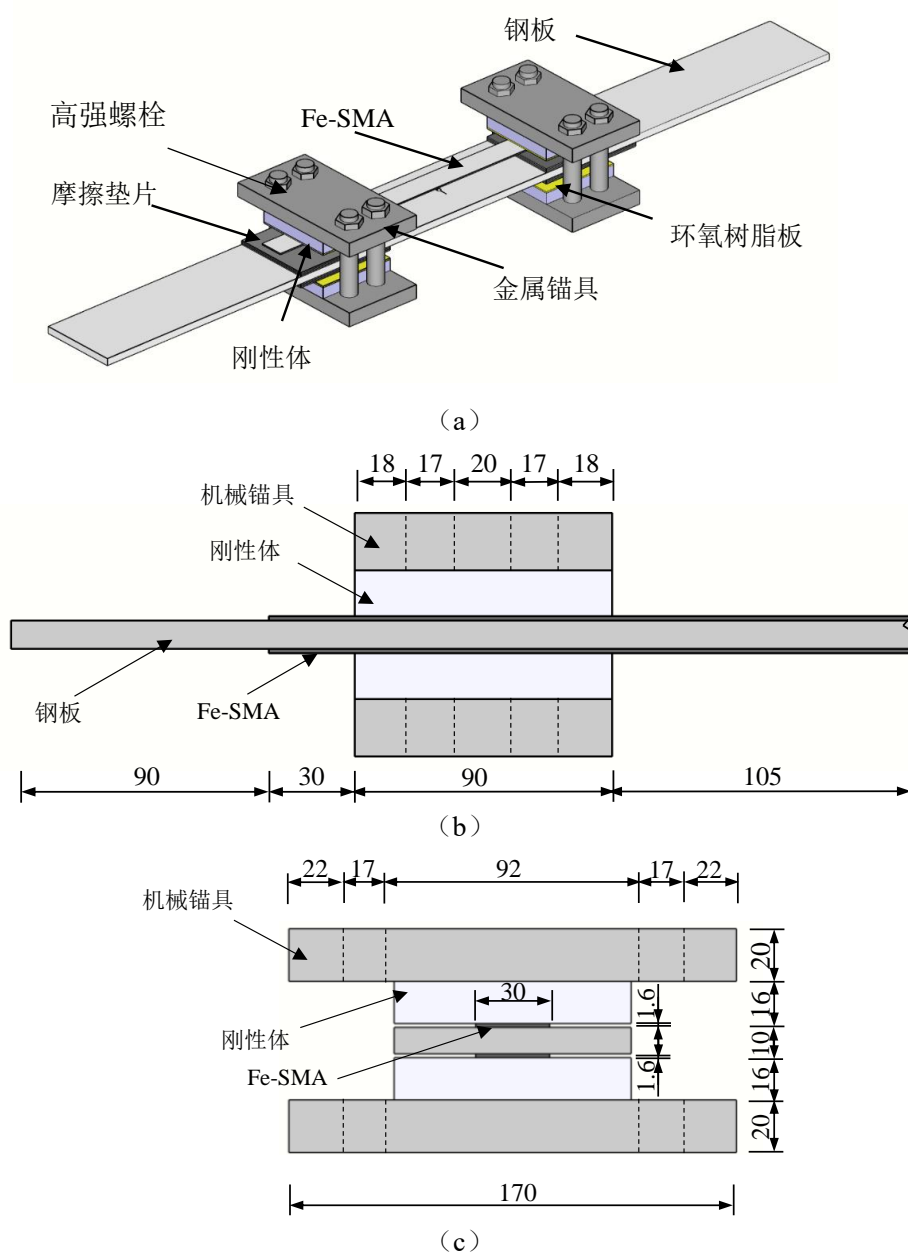 钢板
高强螺栓
Fe-SMA
摩擦垫片
环氧树脂板
金属锚具
刚性体
（a）
18 17 20 17 18
机械锚具
刚性体
钢板
Fe-SMA
90 30 90 105
（b）
22 17 92 17 22
机械锚具
20
30
1.6
16
刚性体
10
Fe-SMA
1.6
16
20
170
（c）